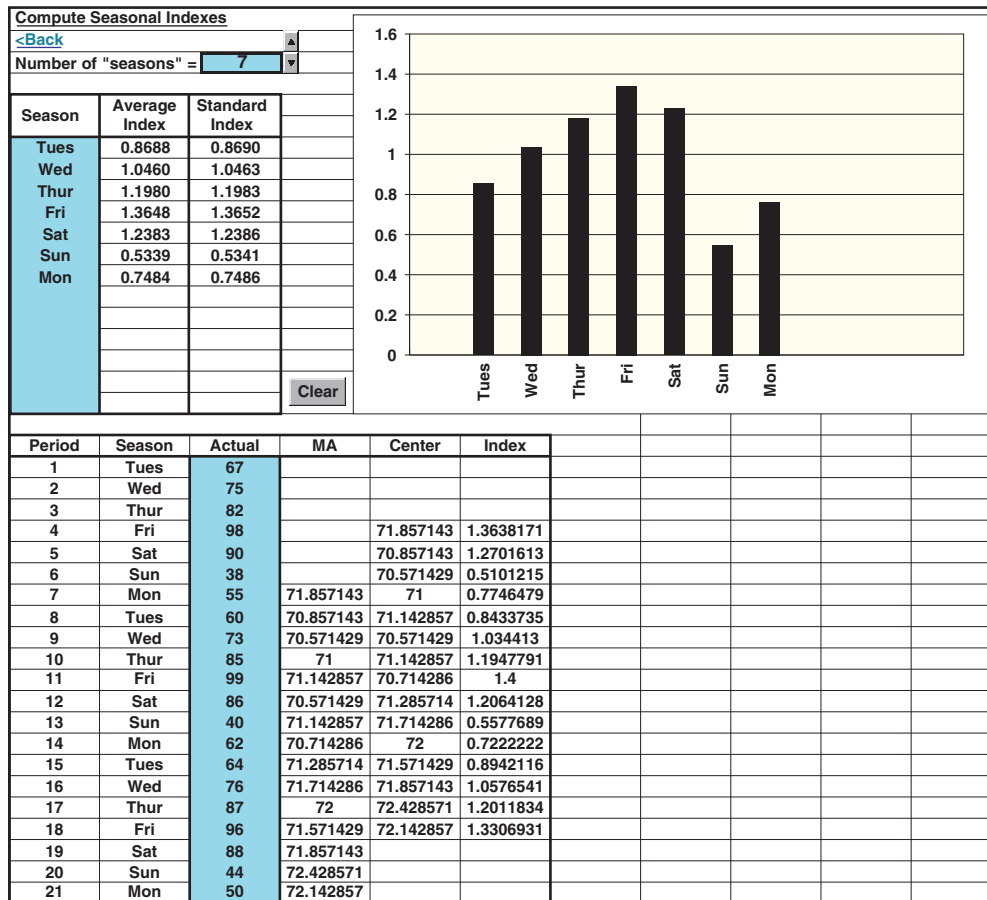 Compute Seasonal Indexes
<Back
Number of "seasons" = 7
Season Average Index Standard Index
Tues 0.8688 0.8690
Wed 1.0460 1.0463
Thur 1.1980 1.1983
Fri 1.3648 1.3652
Sat 1.2383 1.2386
Sun 0.5339 0.5341
Mon 0.7484 0.7486
Clear
1.6
1.4
1.2
1
0.8
0.6
0.4
0.2
0
Tues Wed Thur Fri Sat Sun Mon
Period Season Actual MA Center Index
1 Tues 67
2 Wed 75
3 Thur 82
4 Fri 98 71.857143 1.3638171
5 Sat 90 70.857143 1.2701613
6 Sun 38 70.571429 0.5101215
7 Mon 55 71.857143 71 0.7746479
8 Tues 60 70.857143 71.142857 0.8433735
9 Wed 73 70.571429 70.571429 1.034413
10 Thur 85 71 71.142857 1.1947791
11 Fri 99 71.142857 70.714286 1.4
12 Sat 86 70.571429 71.285714 1.2064128
13 Sun 40 71.142857 71.714286 0.5577689
14 Mon 62 70.714286 72 0.7222222
15 Tues 64 71.285714 71.571429 0.8942116
16 Wed 76 71.714286 71.857143 1.0576541
17 Thur 87 72 72.428571 1.2011834
18 Fri 96 71.571429 72.142857 1.3306931
19 Sat 88 71.857143
20 Sun 44 72.428571
21 Mon 50 72.142857